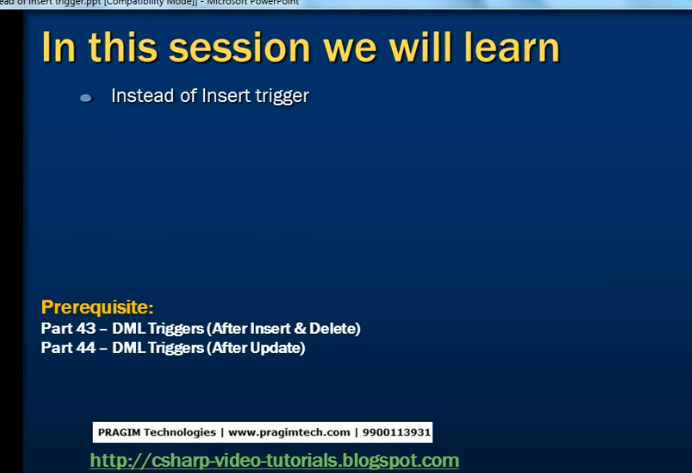 ead of Insert trigger.ppt [Compatibility Mode]] - Microsoft PowerPoint
In this session we will learn
Instead of Insert trigger
Prerequisite:
Part 43 – DML Triggers (After Insert & Delete)
Part 44 – DML Triggers (After Update)
PRAGIM Technologies | www.pragimtech.com | 9900113931
http://csharp-video-tutorials.blogspot.com